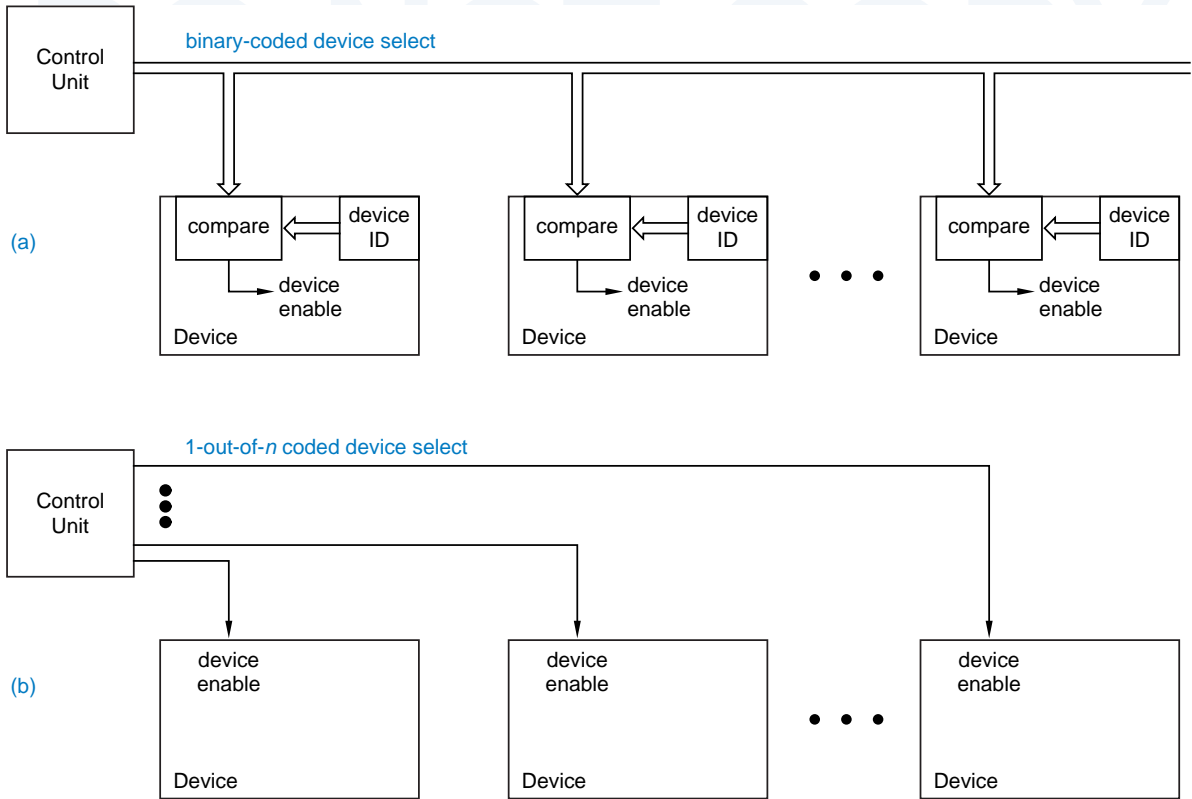 binary-coded device select
Control
Unit
compare
device
ID
compare
device
ID
compare
device
ID
(a)
device
enable
device
enable
device
enable
Device
Device
Device
1-out-of-n coded device select
Control
Unit
device
enable
device
enable
device
enable
(b)
Device
Device
Device